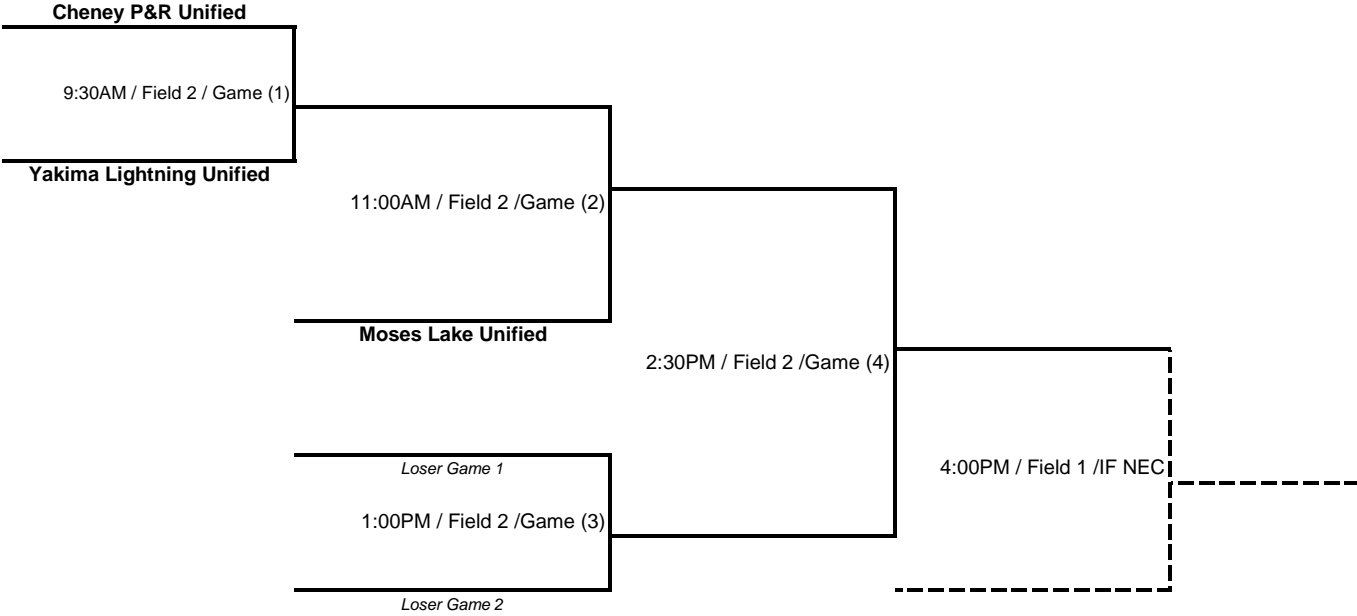 Cheney P&R Unified
9:30AM / Field 2 / Game (1)
Yakima Lightning Unified
11:00AM / Field 2 /Game (2)
Moses Lake Unified
2:30PM / Field 2 /Game (4)
Loser Game 1
4:00PM / Field 1 /IF NEC
1:00PM / Field 2 /Game (3)
Loser Game 2